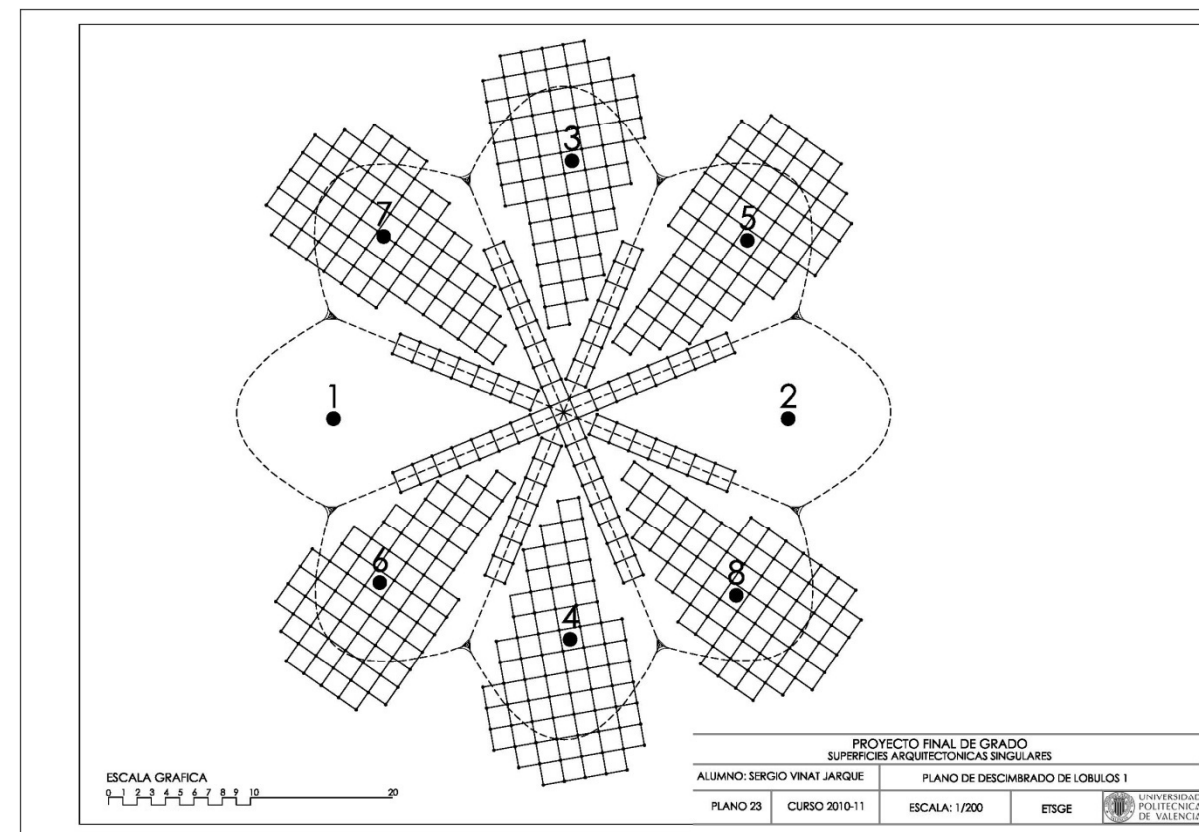 3
7
5
1
2
6
8
4
ESCALA GRAFICA
0 1 2 3 4 5 6 7 8 9 10 20
PROYECTO FINAL DE GRADO
SUPERFICIES ARQUITECTONICAS SINGULARES
ALUMNO: SERGIO VINAT JARQUE
PLANO DE DESCIMBRADO DE LOBULOS 1
PLANO 23
CURSO 2010-11
ESCALA: 1/200
ETSGE
UNIVERSIDAD
POLITECNICA
DE VALENCIA